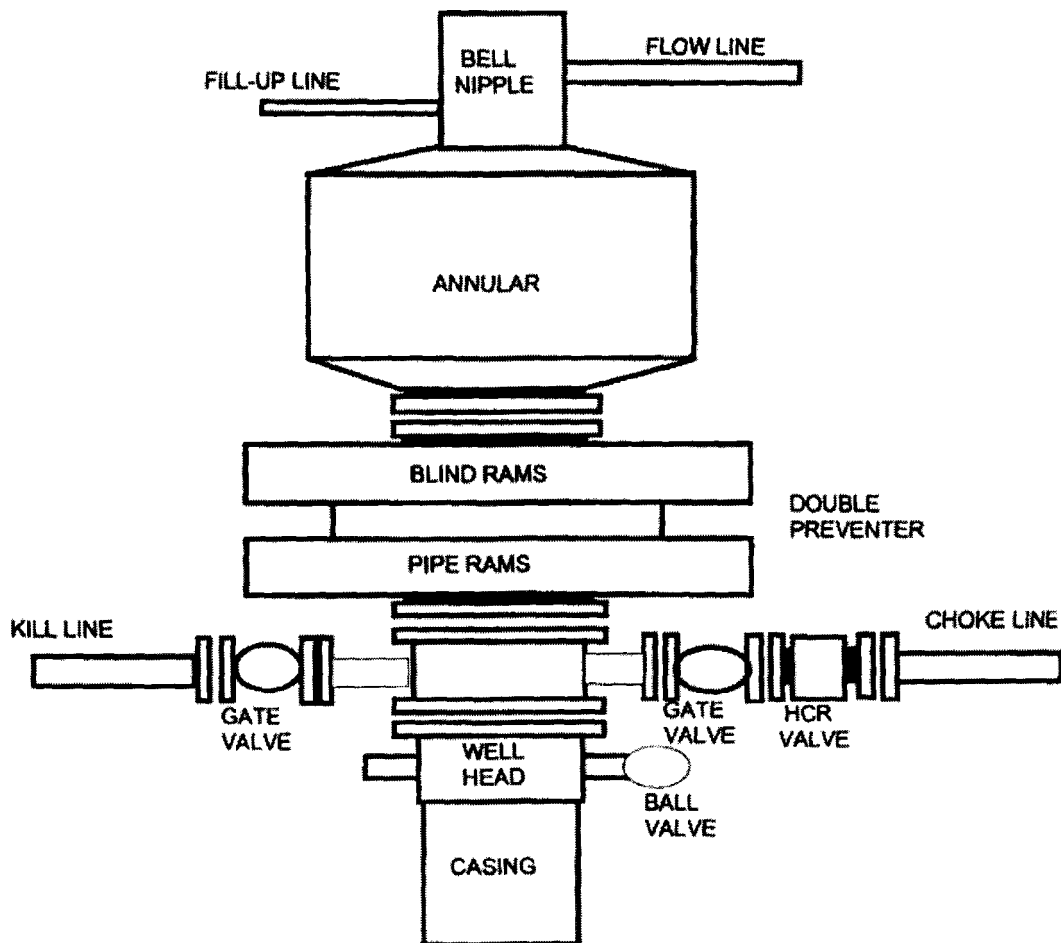 FLOW LINE
BELL
NIPPLE
FILL-UP LINE
ANNULAR
BLIND RAMS
DOUBLE
PREVENTER
PIPE RAMS
KILL LINE
CHOKE LINE
GATE
VALVE
GATE
VALVE
HCR
VALVE
WELL
HEAD
BALL
VALVE
CASING